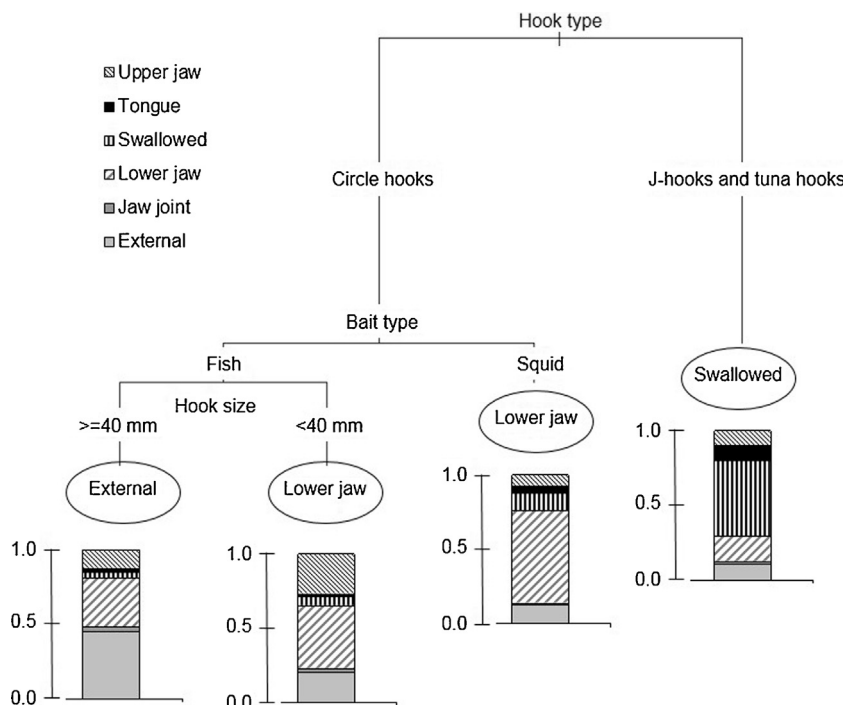 Hook type
Upper jaw
Tongue
Swallowed
Lower jaw
Jaw joint
External
Circle hooks
J-hooks and tuna hooks
Bait type
Fish
Squid
Hook size
>=40 mm
<40 mm
External
Lower jaw
Lower jaw
Swallowed
1.0
0.5
0.0
1.0
0.5
0.0
1.0
0.5
0.0
1.0
0.5
0.0